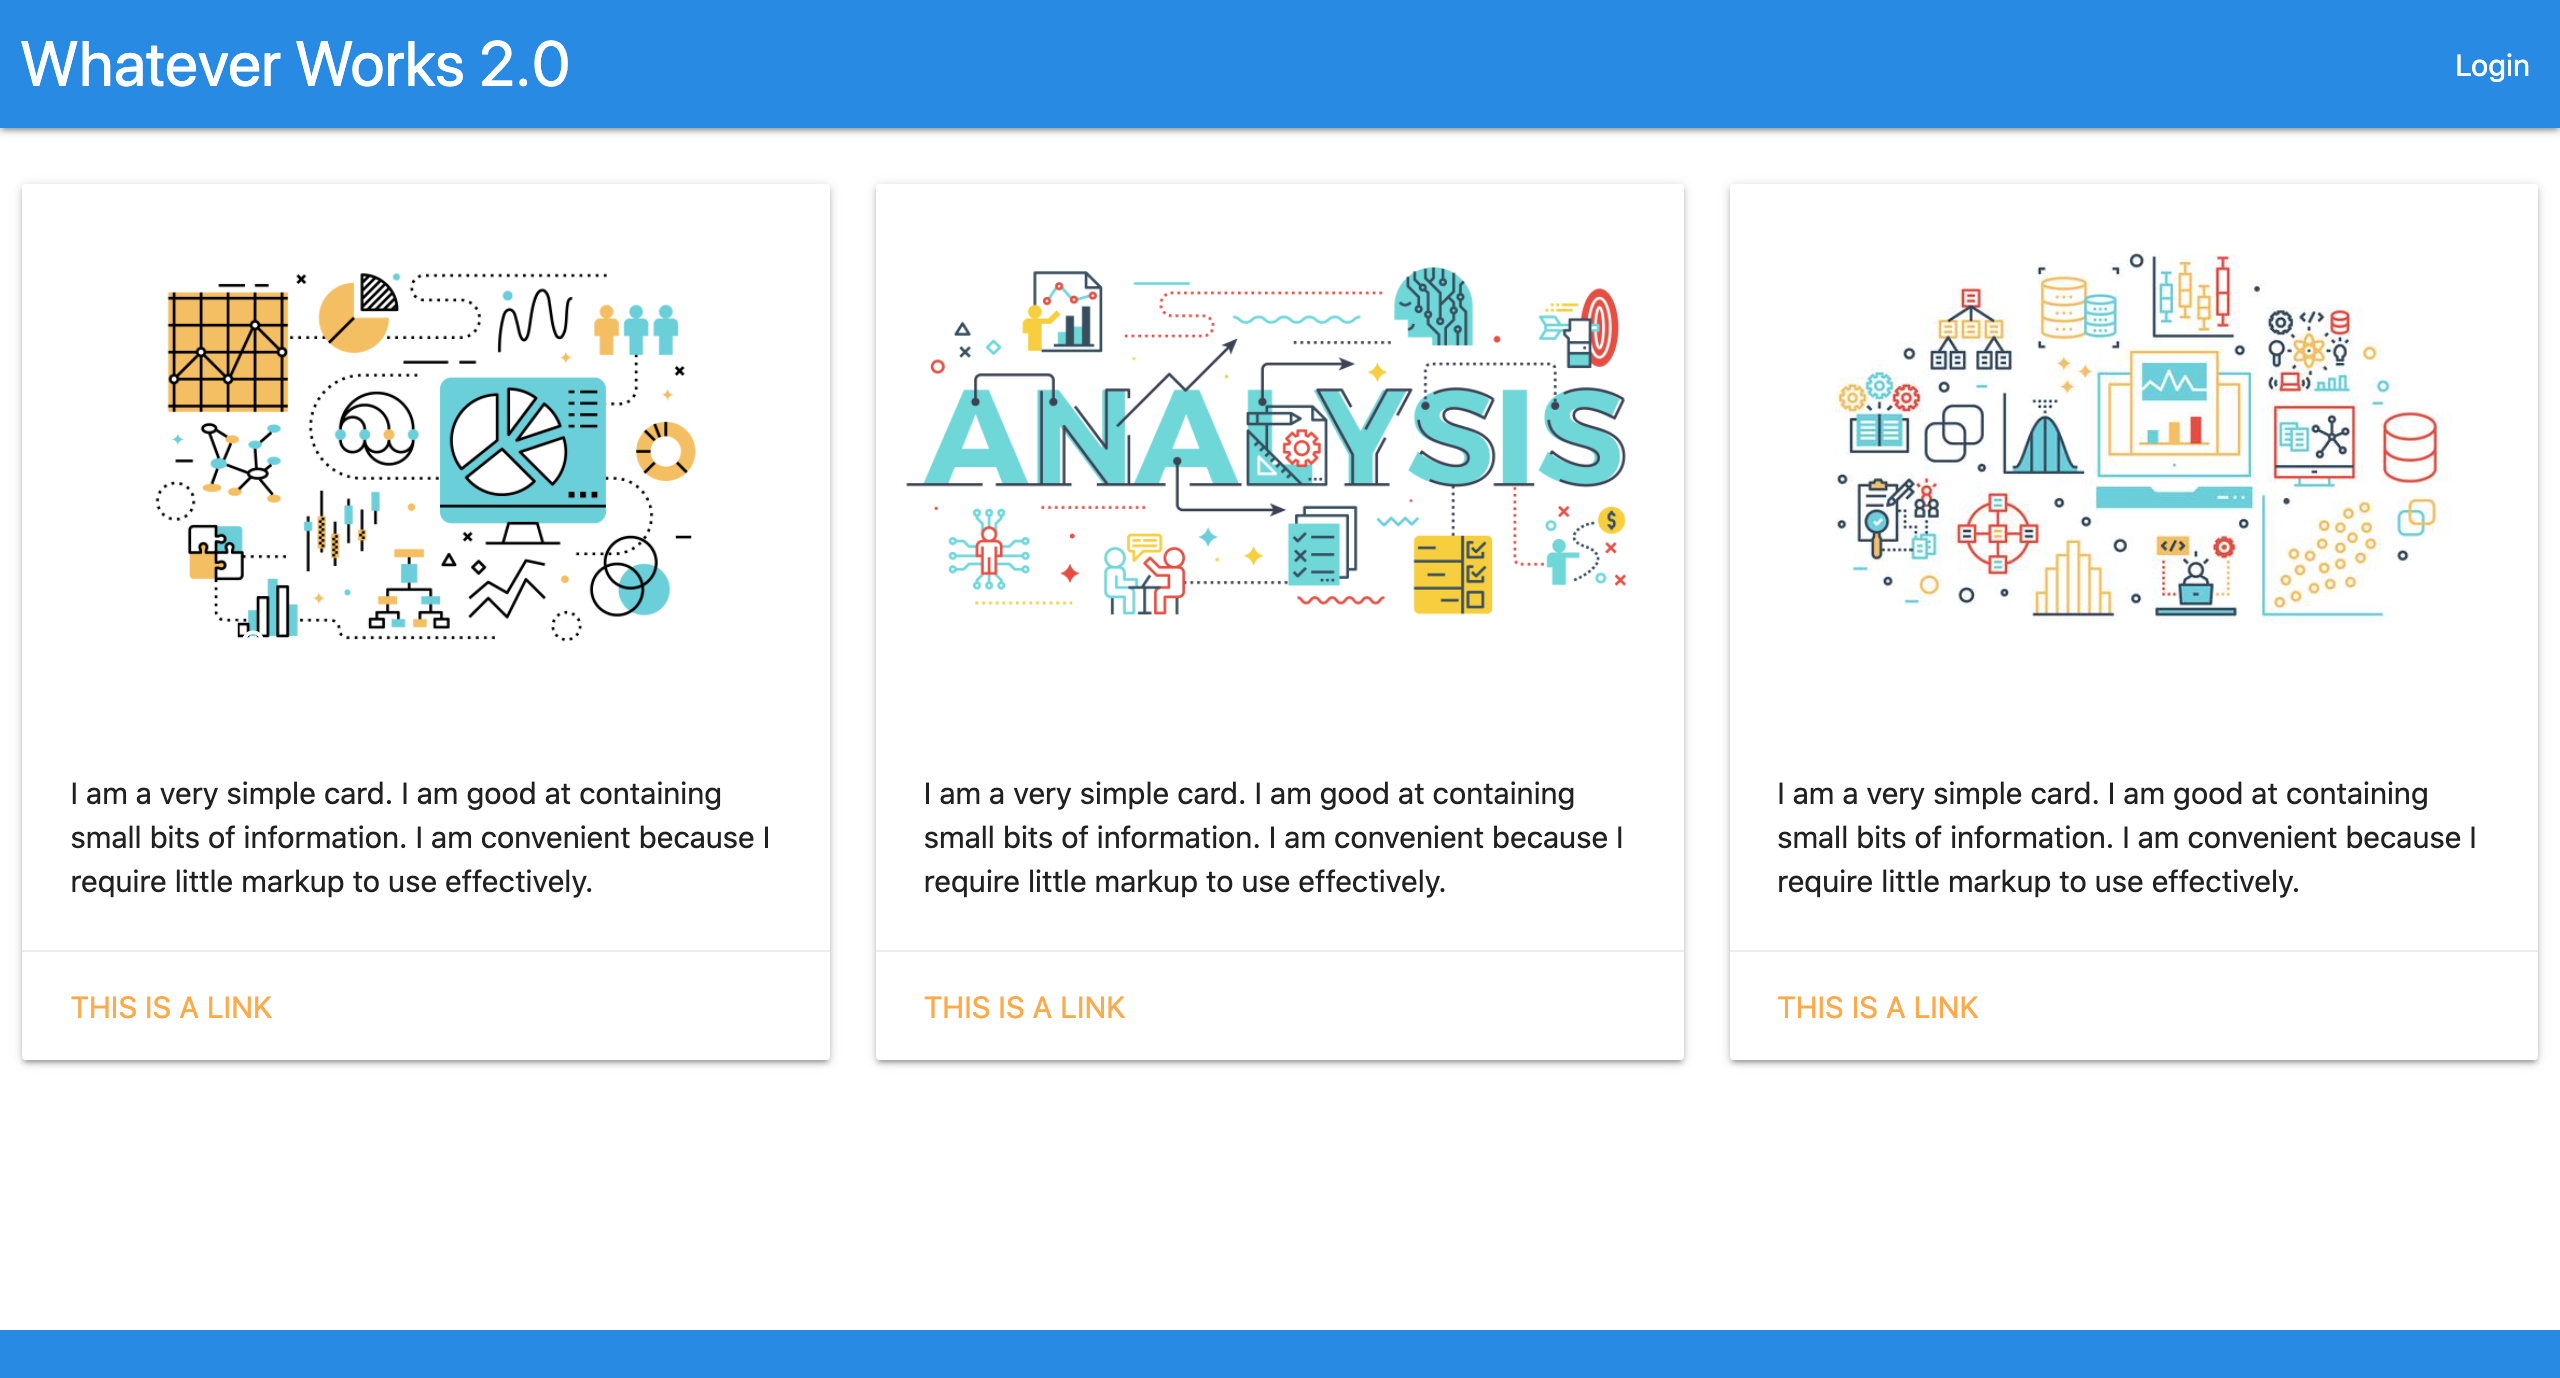 Whatever Works 2.0
Login
ANALYSIS
$
</>
</>
I am a very simple card. I am good at containing
small bits of information. I am convenient because I
require little markup to use effectively.
THIS IS A LINK
I am a very simple card. I am good at containing
small bits of information. I am convenient because I
require little markup to use effectively.
THIS IS A LINK
I am a very simple card. I am good at containing
small bits of information. I am convenient because I
require little markup to use effectively.
THIS IS A LINK